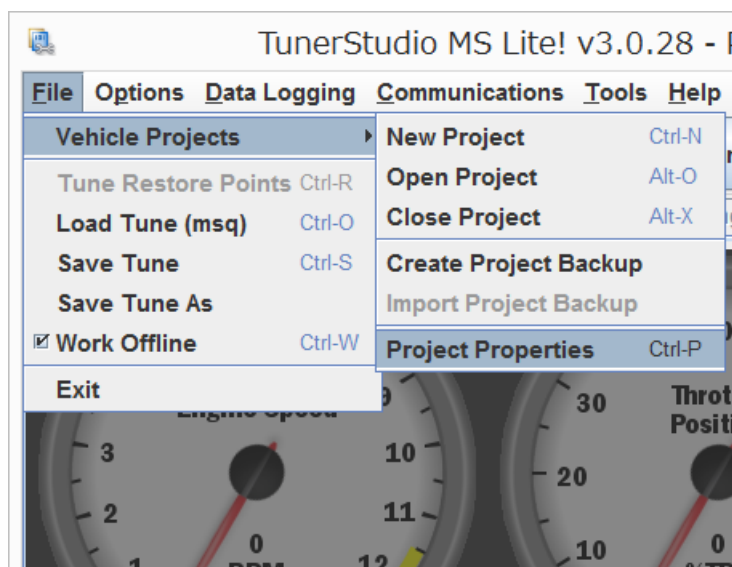 TunerStudio MS Lite! v3.0.28 -
File Options Data Logging Communications Tools Help
Vehicle Projects
New Project Ctrl-N
Open Project Alt-O
Close Project Alt-X
Create Project Backup
Import Project Backup
Project Properties Ctrl-P
Tune Restore Points Ctrl-R
Load Tune (msq) Ctrl-O
Save Tune Ctrl-S
Save Tune As
Work Offline Ctrl-W
Exit
Engine Speed
3
2
1
10
11
12
0
RPM
30
20
10
Throt
Positi
0
%TP